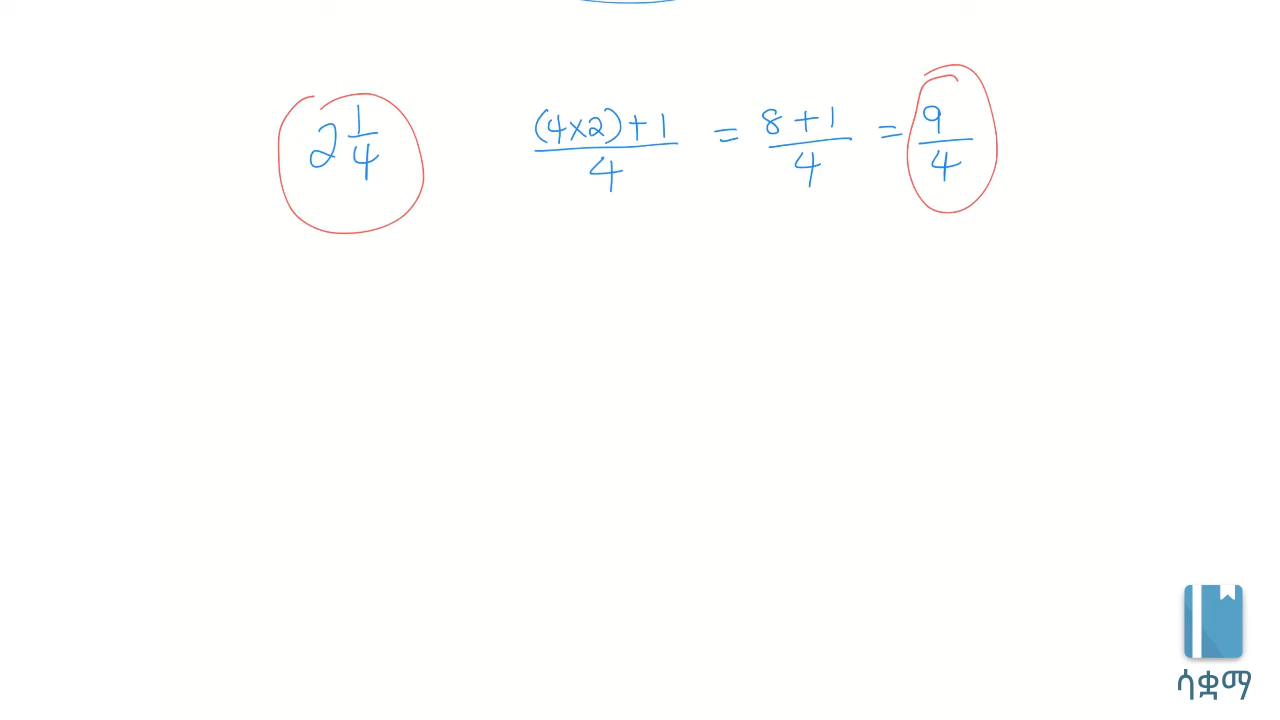 2 1/4 (4×2)+1/4 = 8+1/4 = 9/4
ሳቋማ